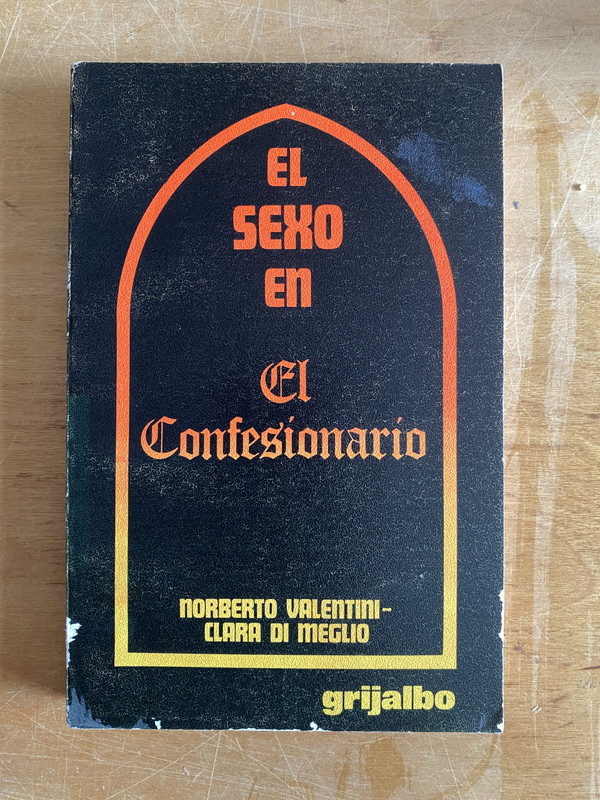 EL
SEXO
EN
El
Confesionario
NORBERTO VALENTINI-
CLARA DI MEGLIO
grijalbo